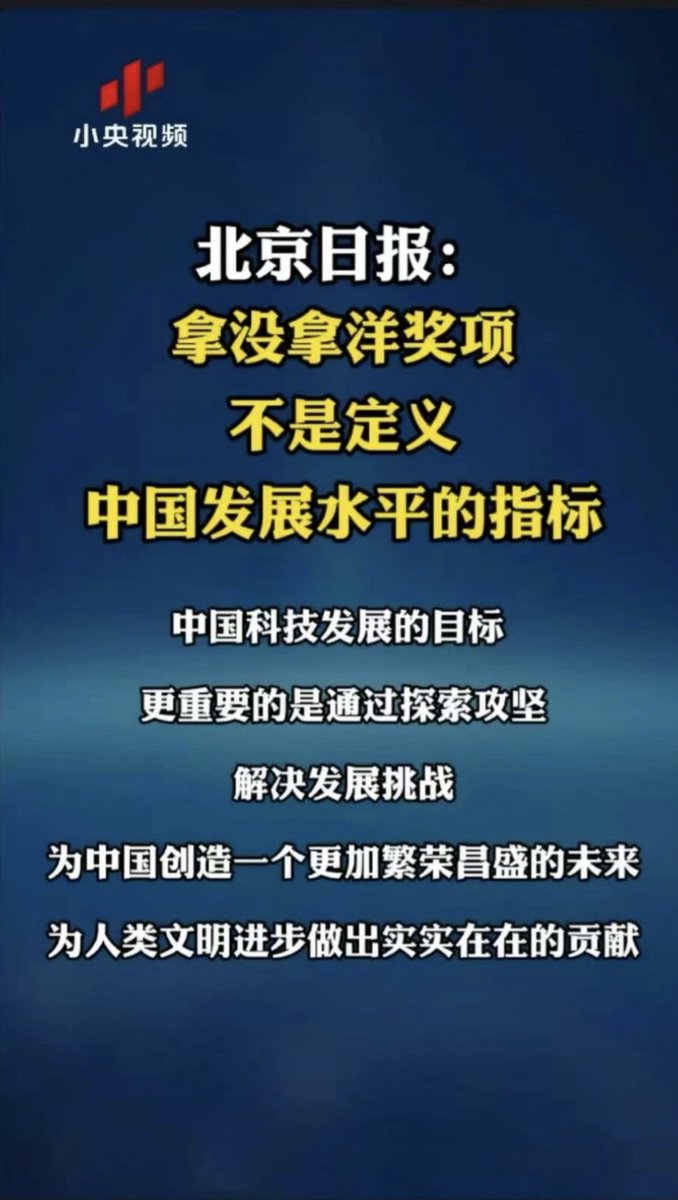 小央视频
北京日报：
拿没拿洋奖项
不是定义
中国发展水平的指标
中国科技发展的目标
更重要的是通过探索攻坚
解决发展挑战
为中国创造一个更加繁荣昌盛的未来
为人类文明进步做出实实在在的贡献